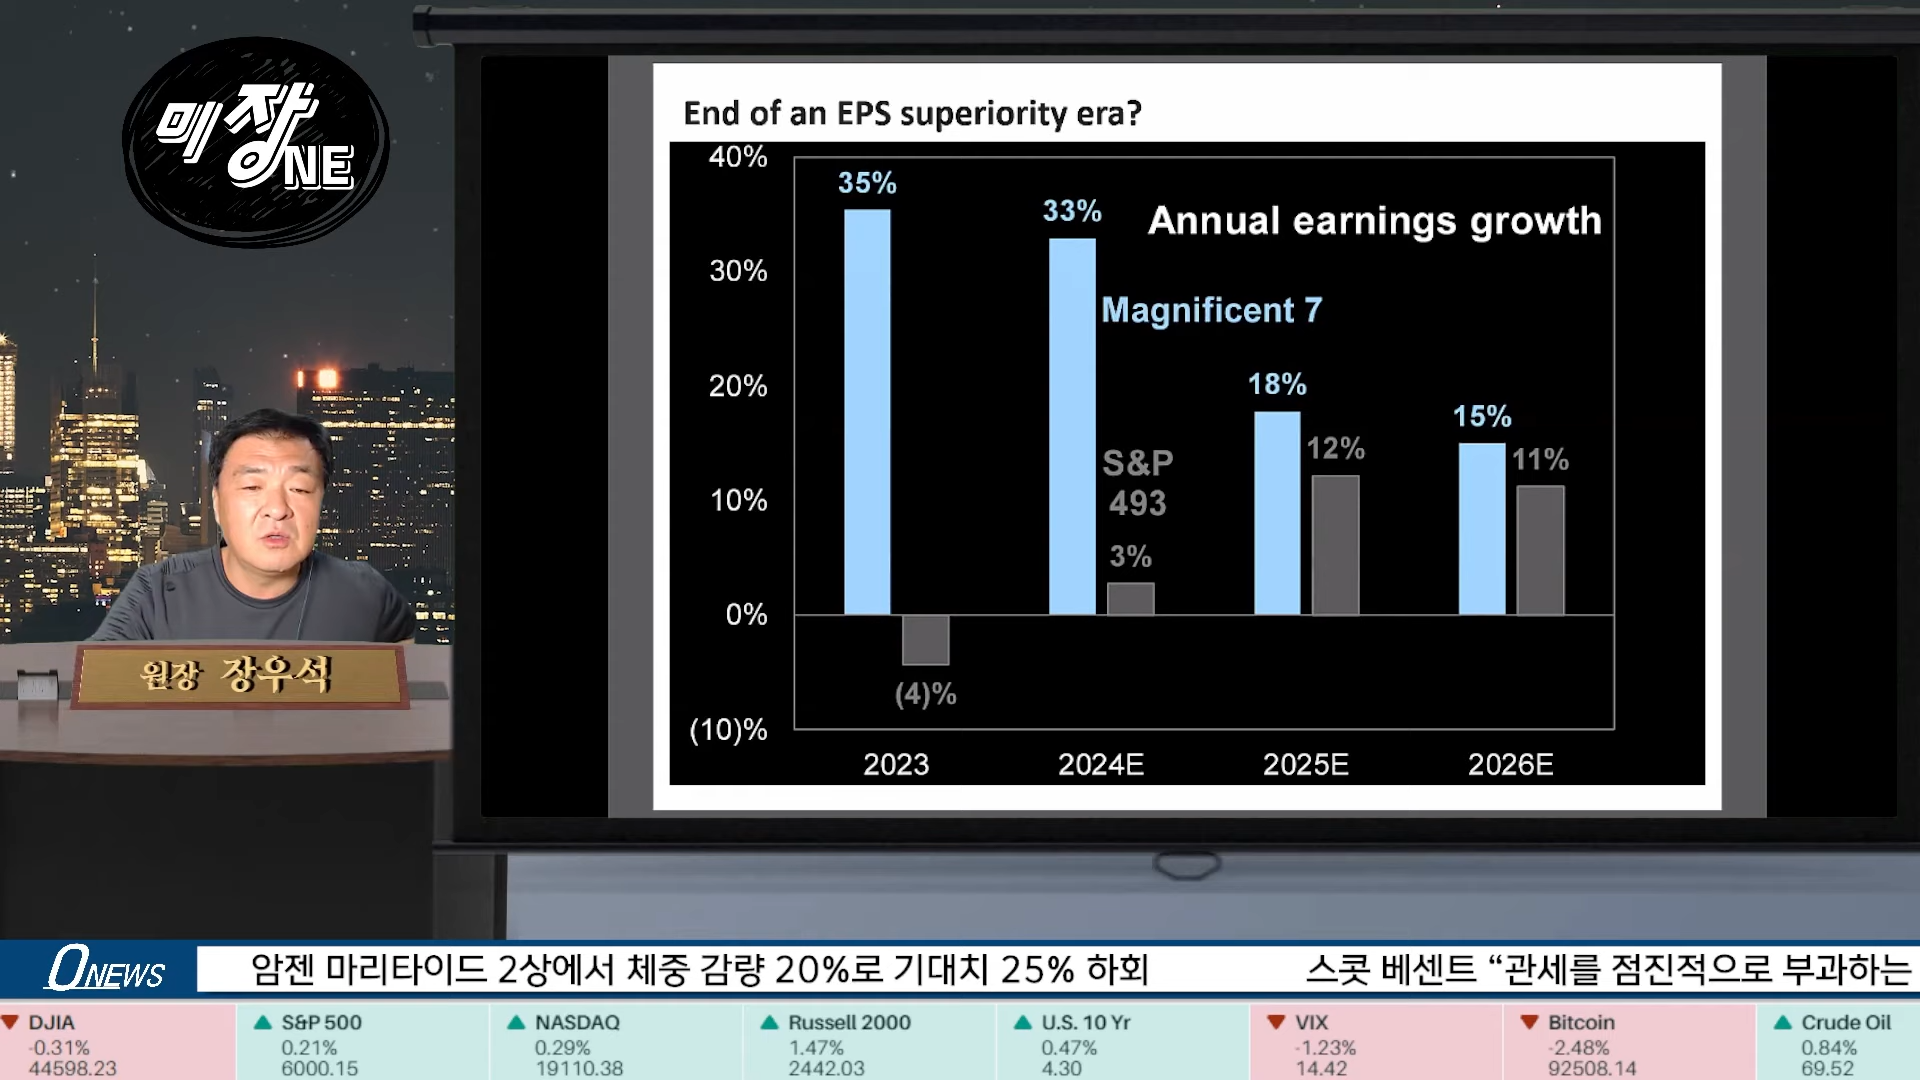 미장
ONE
End of an EPS superiority era?
40%
30%
20%
10%
0%
(10)%
Annual earnings growth
Magnificent 7
S&P
493
35%
(4)%
33%
3%
18%
12%
15%
11%
2023
2024E
2025E
2026E
원장 장우석
ONEWS
암젠 마리타이드 2상에서 체중 감량 20%로 기대치 25% 하회
스콧 베센트 “관세를 점진적으로 부과하는
DJIA
-0.31%
44598.23
S&P 500
0.21%
6000.15
NASDAQ
0.29%
19110.38
Russell 2000
1.47%
2442.03
U.S. 10 Yr
0.47%
4.30
VIX
-1.23%
14.42
Bitcoin
-2.48%
92508.14
Crude Oil
0.84%
69.52